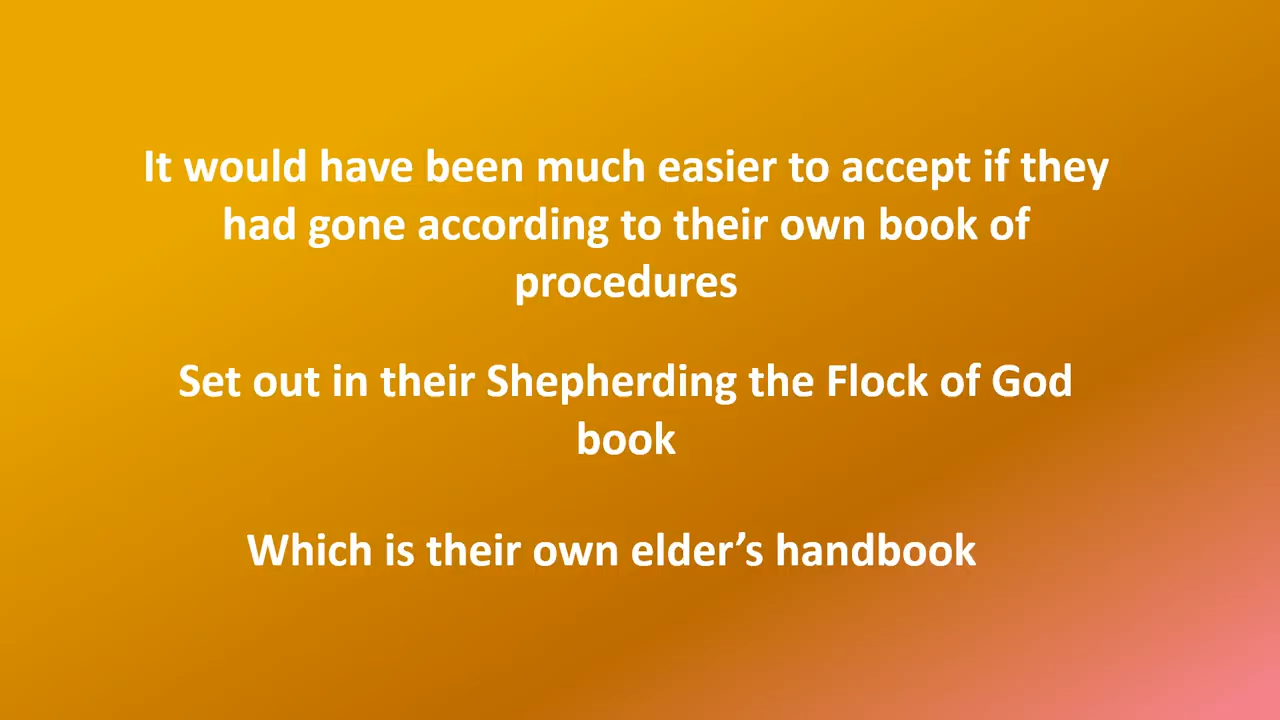 It would have been much easier to accept if they
had gone according to their own book of
procedures
Set out in their Shepherding the Flock of God
book
Which is their own elder’s handbook